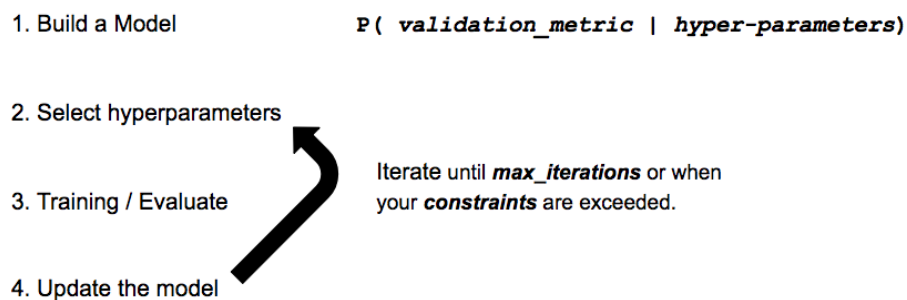 1. Build a Model
P( validation_metric | hyper-parameters)
2. Select hyperparameters
Iterate until max_iterations or when
your constraints are exceeded.
3. Training / Evaluate
4. Update the model